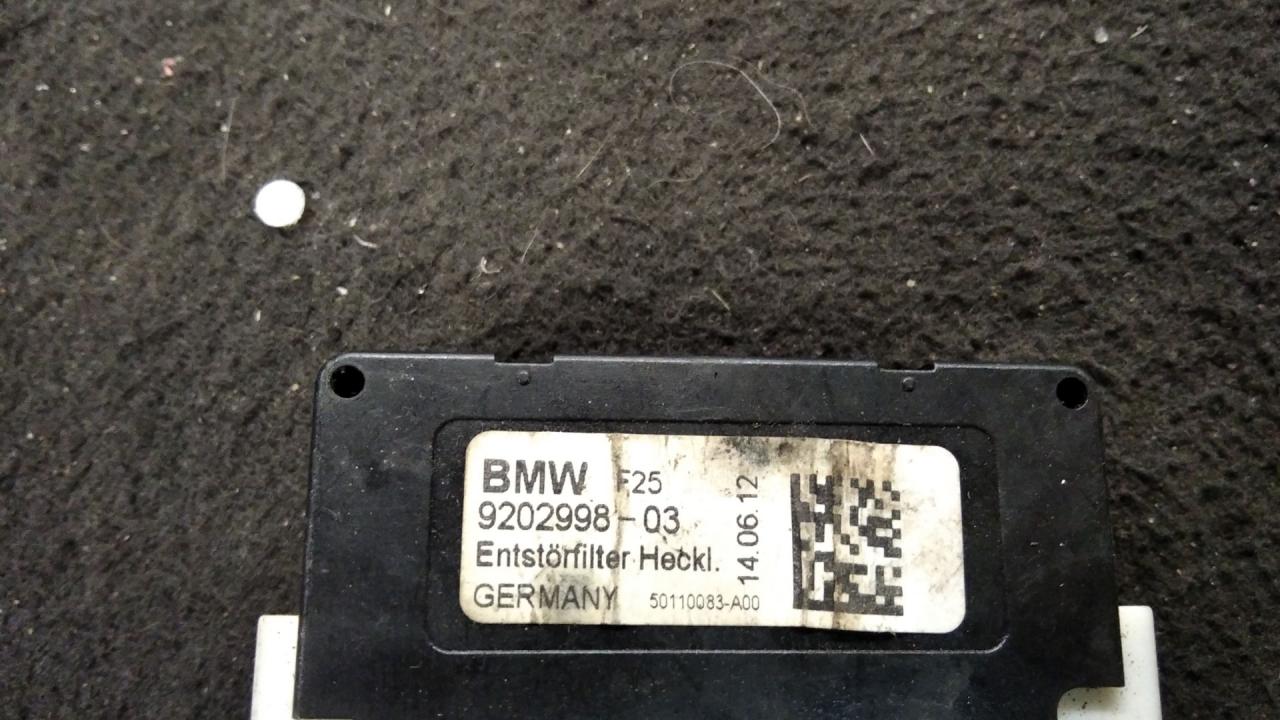 BMW F25
9202998-03
Entstörfilter Heckl.
GERMANY 50110083-A00
14.06.12